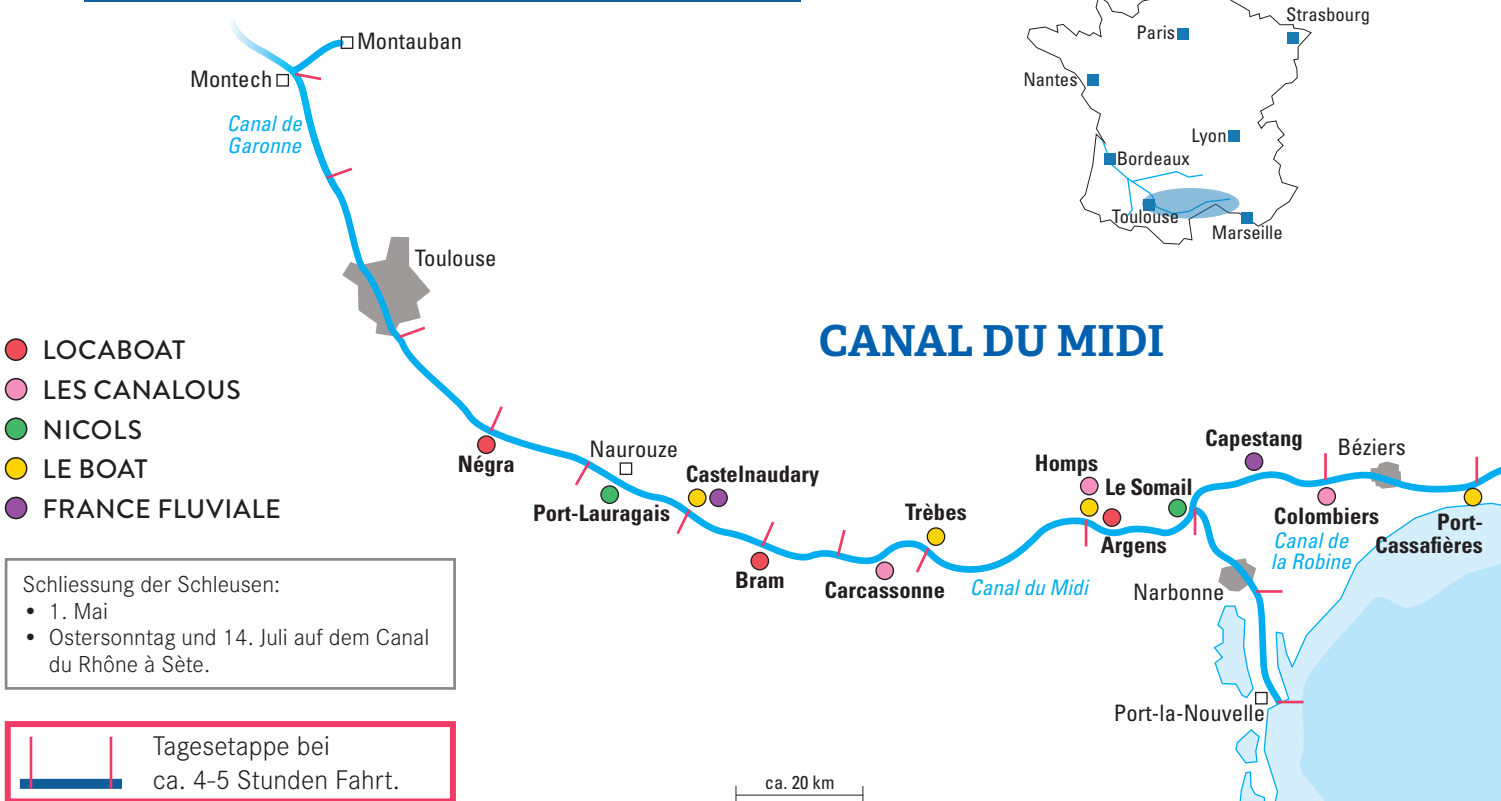 Montauban
Montech
Canal de
Garonne
Toulouse
Paris
Strasbourg
Nantes
Lyon
Bordeaux
Toulouse
Marseille
CANAL DU MIDI
LOCABOAT
LES CANALOUS
NICOLS
LE BOAT
FRANCE FLUVIALE
Négra
Naurouze
Port-Lauragais
Castelnaudary
Bram
Carcassonne
Trèbes
Canal du Midi
Homps
Le Somail
Argens
Capestang
Béziers
Colombiers
Canal de
la Robine
Port-
Cassafières
Narbonne
Port-la-Nouvelle
Schliessung der Schleusen:
• 1. Mai
• Ostersonntag und 14. Juli auf dem Canal
du Rhône à Sète.
Tagesetappe bei
ca. 4-5 Stunden Fahrt.
ca. 20 km